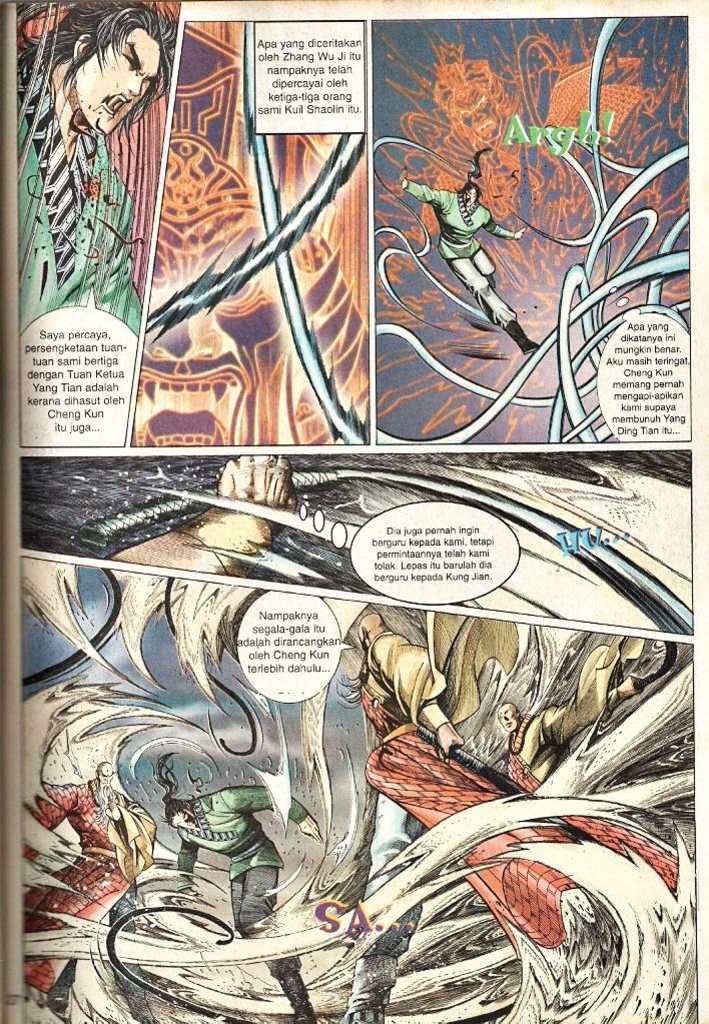 Apa yang diceritakan
oleh Zhang Wu Ji itu
nampaknya telah
dipercayai oleh
ketiga-tiga orang
sami Kuil Shaolin itu.
Saya percaya,
persengketaan tuan-
tuan sami bertiga
dengan Tuan Ketua
Yang Tian adalah
kerana dihasut oleh
Cheng Kun
itu juga...
Argh!
Apa yang
dikatanya ini
mungkin benar.
Aku masih teringat,
Cheng Kun
memang pernah
mengapi-apikan
kami supaya
membunuh Yang
Ding Tian itu...
Dia juga pernah ingin
berguru kepada kami, tetapi
permintaannya telah kami
tolak. Lepas itu barulah dia
berguru kepada Kung Jian.
HU...
Nampaknya
segala-gala itu
adalah dirancangkan
oleh Cheng Kun
terlebih dahulu...
SA...